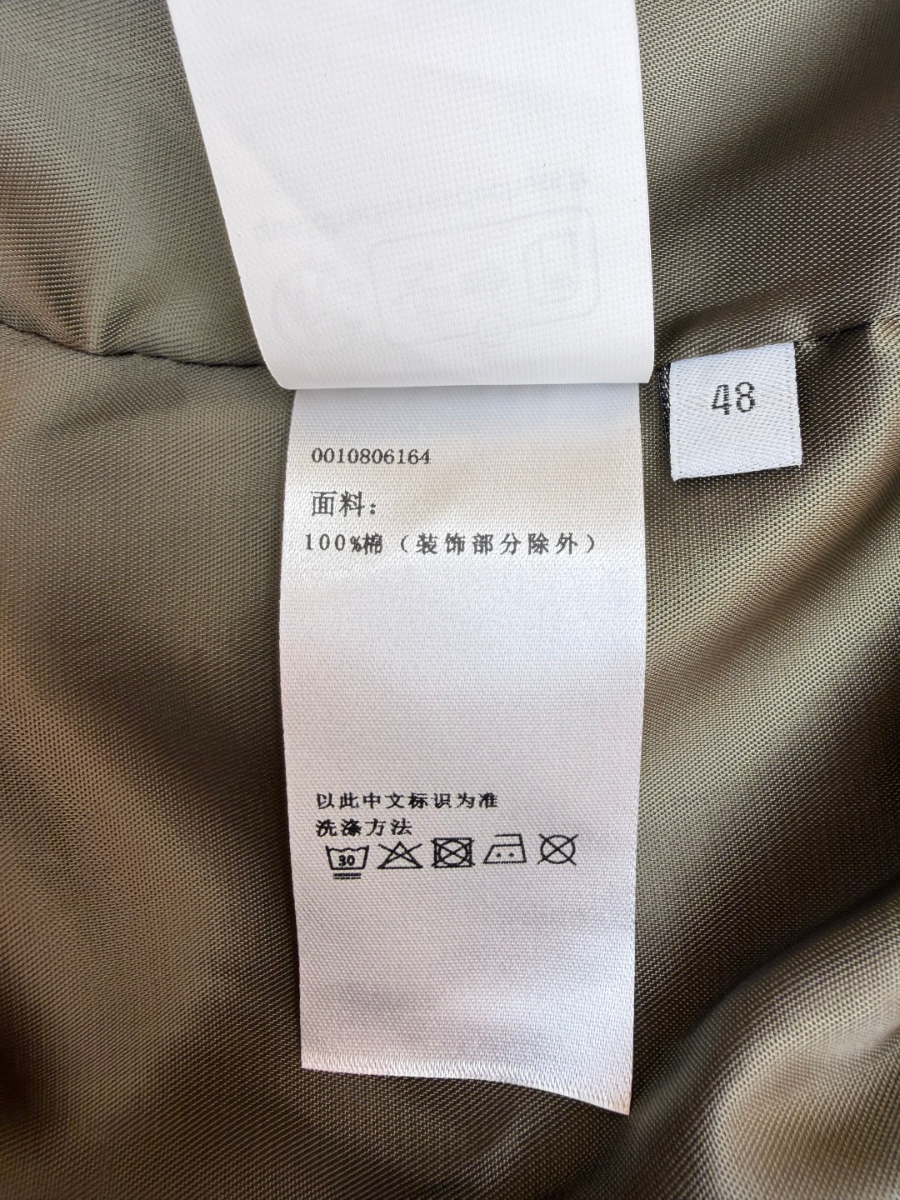 48
0010806164
面料：
100%棉（装饰部分除外）
以此中文标识为准
洗涤方法
30